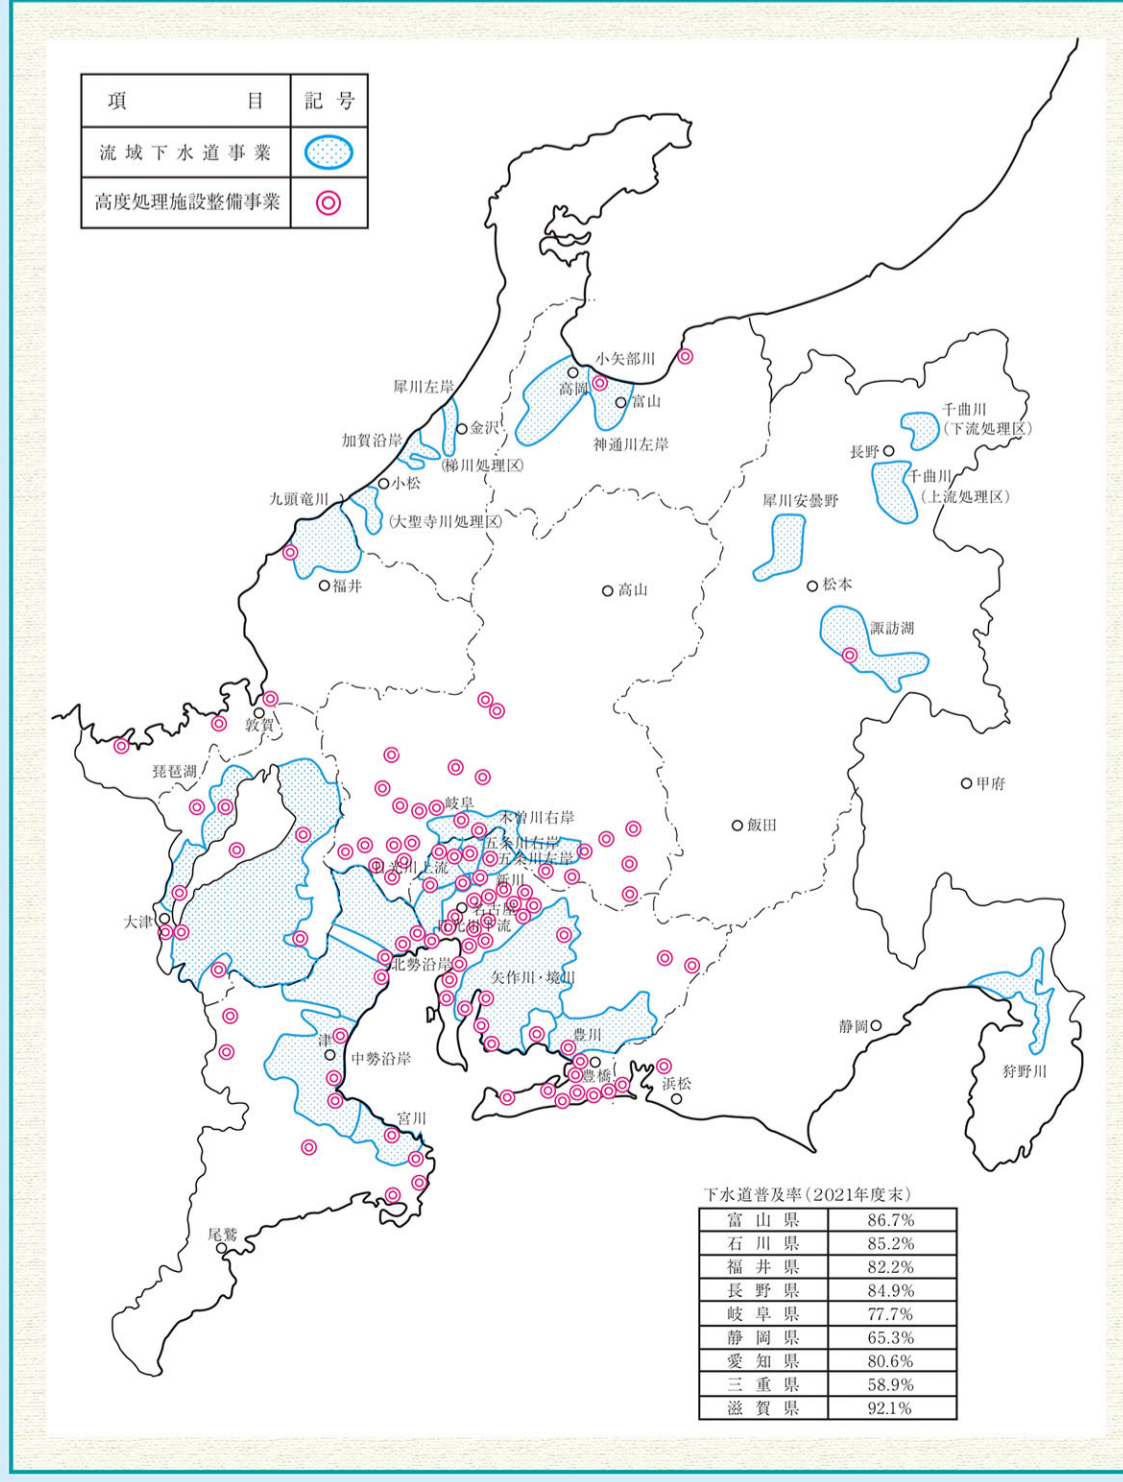 項 目 記 号
流 域 下 水 道 事 業
高度処理施設整備事業
小矢部川
高岡
富山
神通川左岸
犀川左岸
金沢
加賀沿岸
(梯川処理区)
小松
九頭竜川
(大聖寺川処理区)
福井
千曲川
(下流処理区)
長野
千曲川
(上流処理区)
犀川安曇野
高山
松本
諏訪湖
敦賀
琵琶湖
甲府
岐阜
木曽川右岸
飯田
五条川右岸
五条川左岸
日光川上流
新川
名古屋
日光川下流
大津
北勢沿岸
矢作川・境川
静岡
豊川
津
中勢沿岸
豊橋
浜松
狩野川
宮川
尾鷲
下水道普及率(2021年度末)
富 山 県 86.7%
石 川 県 85.2%
福 井 県 82.2%
長 野 県 84.9%
岐 阜 県 77.7%
静 岡 県 65.3%
愛 知 県 80.6%
三 重 県 58.9%
滋 賀 県 92.1%